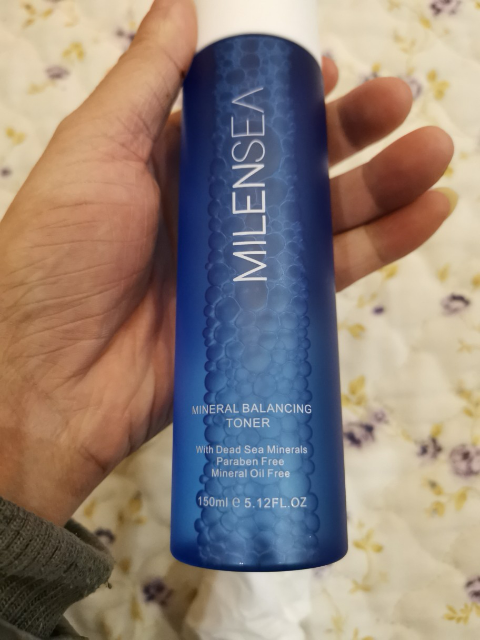 MILENSEA
MINERAL BALANCING
TONER
With Dead Sea Minerals
Paraben Free
Mineral Oil Free
150ml e 5.12FL.OZ